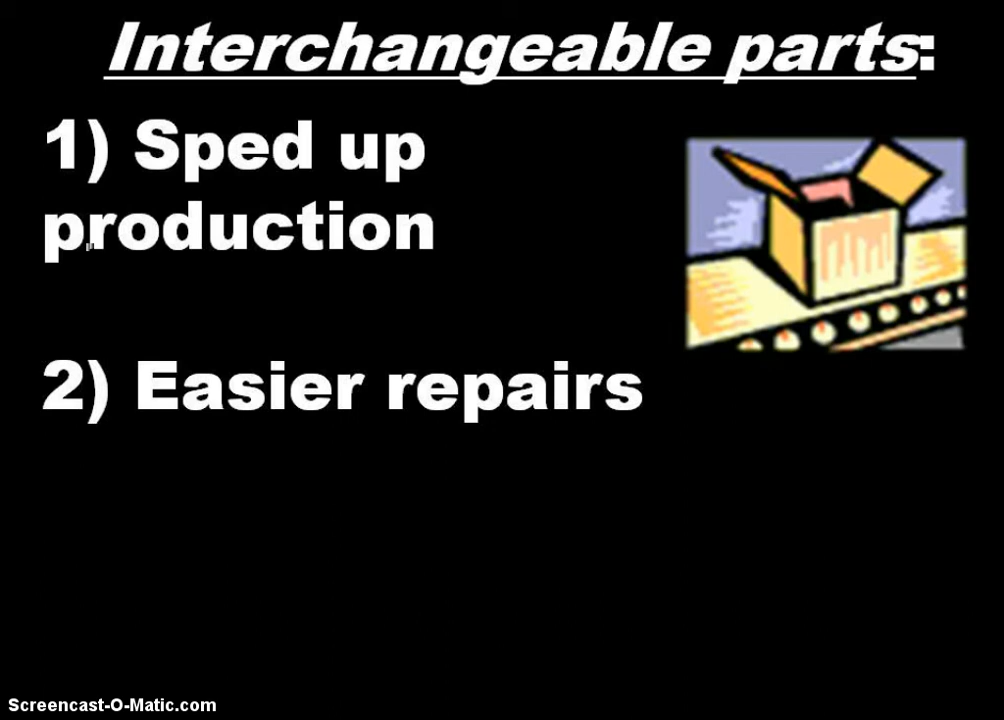 Interchangeable parts:
1) Sped up
production
2) Easier repairs
Screencast-O-Matic.com